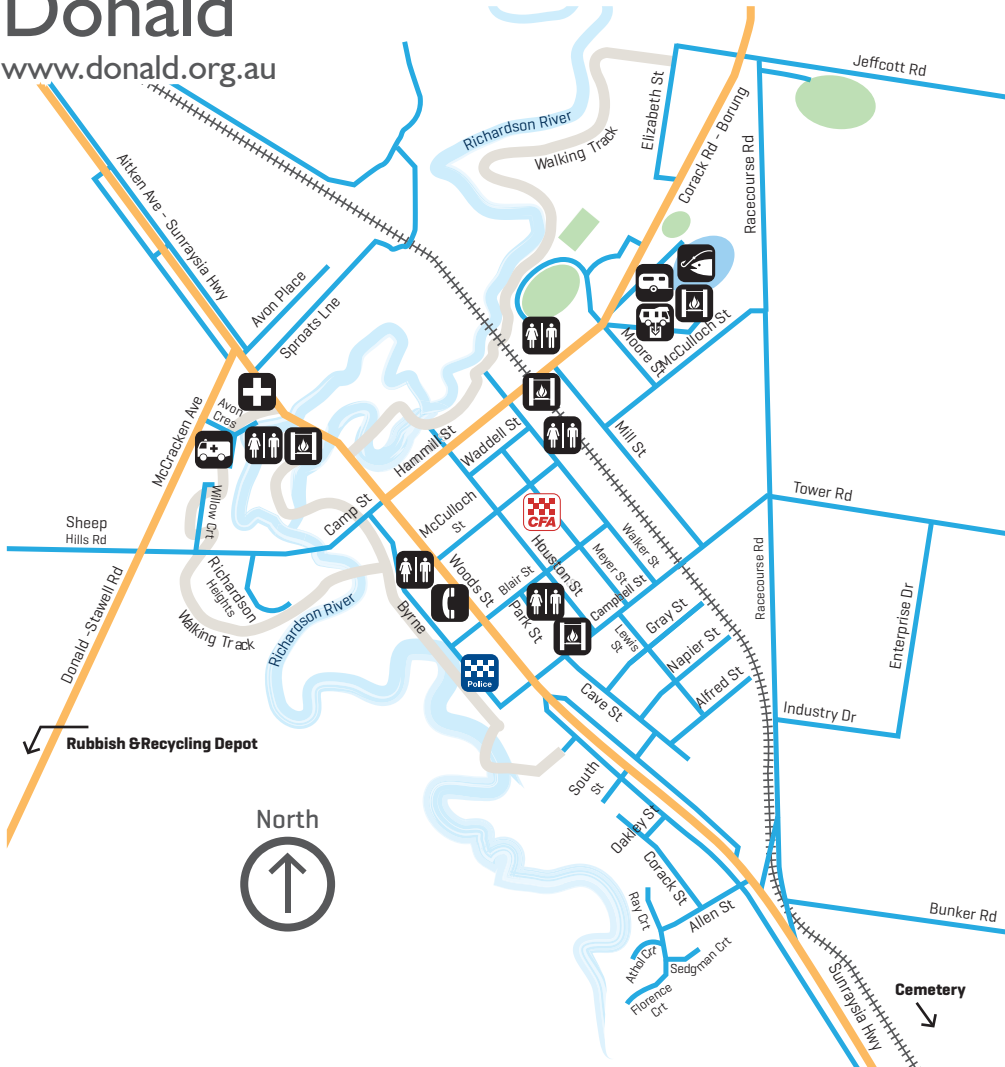 Donald
www.donald.org.au
Jeffcott Rd
Elizabeth St
Richardson River
Walking Track
Corack Rd - Borung
Racecourse Rd
Aitken Ave - Sunraysia Hwy
Avon Place
Sproats Lne
Moore St
McCulloch St
Avon
Cres
McCracken Ave
Hammill St
Waddell St
Mill St
Willow Crt
Camp St
McCulloch
St
CFA
Tower Rd
Sheep
Hills Rd
Walker St
Houston St
Meyer St
Woods St
Blair St
Campbell St
Racecourse Rd
Enterprise Dr
Richardson
Heights
Richardson River
Byrne
Park St
Lewis
St
Gray St
Napier St
Walking Track
Donald -Stawell Rd
Police
Alfred St
Cave St
Industry Dr
Rubbish &Recycling Depot
South
St
Oakley St
North
Corack St
Ray Crt
Allen St
Bunker Rd
Athol Crt
Sedgman Crt
Florence
Crt
Sunraysia Hwy
Cemetery